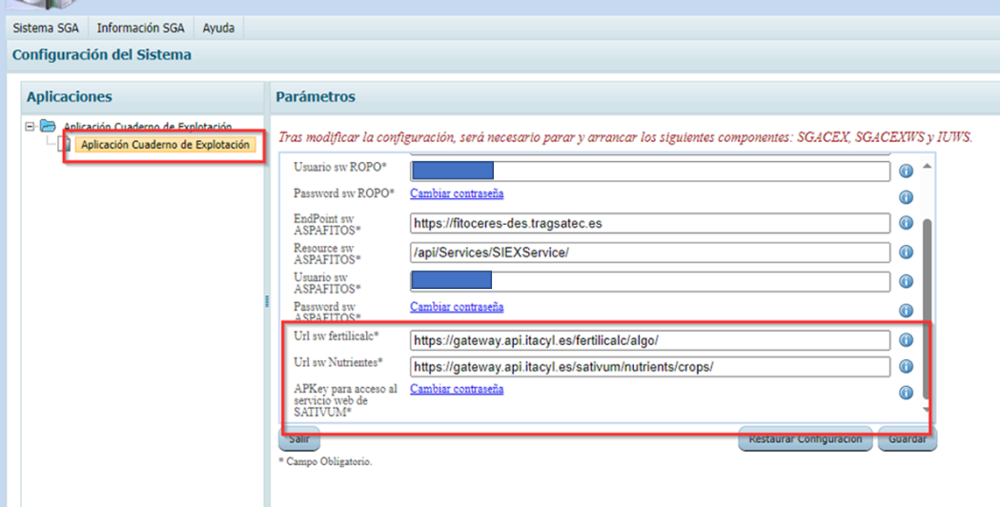 Sistema SGA Información SGA Ayuda
Configuración del Sistema
Aplicaciones
Aplicación Cuaderno de Explotación
Aplicación Cuaderno de Explotación
Parámetros
Tras modificar la configuración, será necesario parar y arrancar los siguientes componentes: SGACEX, SGACEXWS y IUWS.
Usuario sw ROPO*
Password sw ROPO* Cambiar contraseña
EndPoint sw
ASPAFITOS* https://fitoceres-des.tragsatec.es
Resource sw
ASPAFITOS* /api/Services/SIEXService/
Usuario sw
ASPAFITOS*
Password sw
ASPAFITOS* Cambiar contraseña
Url sw fertilicalc* https://gateway.api.itacyl.es/fertilicalc/algo/
Url sw Nutrientes* https://gateway.api.itacyl.es/sativum/nutrients/crops/
APKey para acceso al
servicio web de
SATIVUM* Cambiar contraseña
Salir Restaurar Configuración Guardar
* Campo Obligatorio.